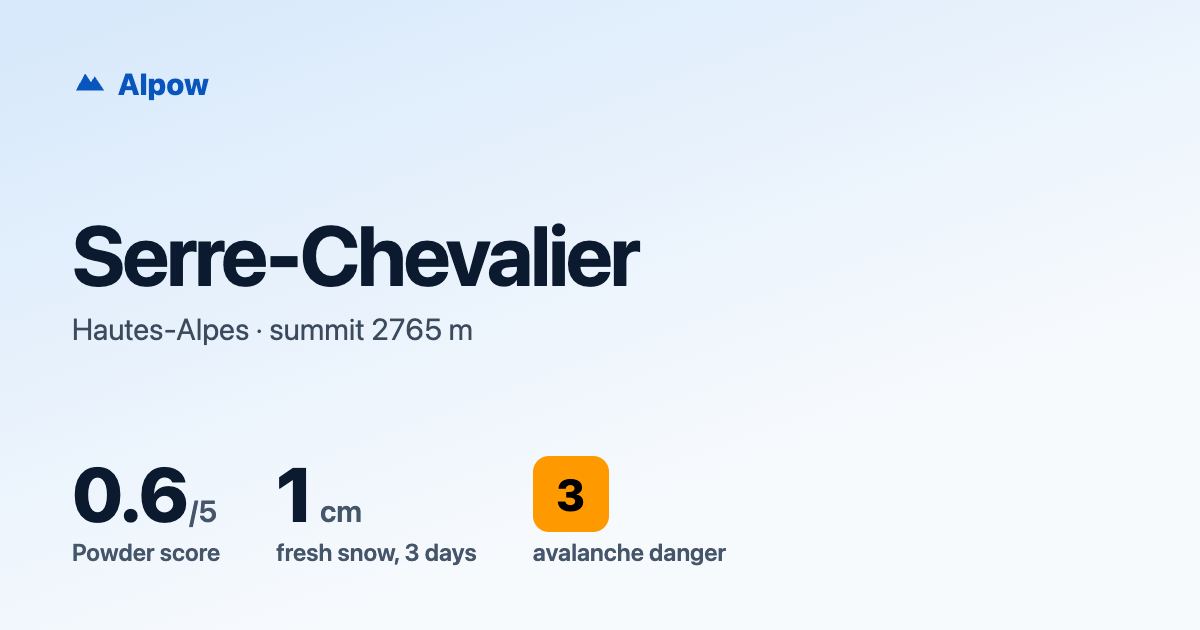 Alpow
Serre-Chevalier
Hautes-Alpes · summit 2765 m
0.6/5
Powder score
1 cm
fresh snow, 3 days
3
avalanche danger